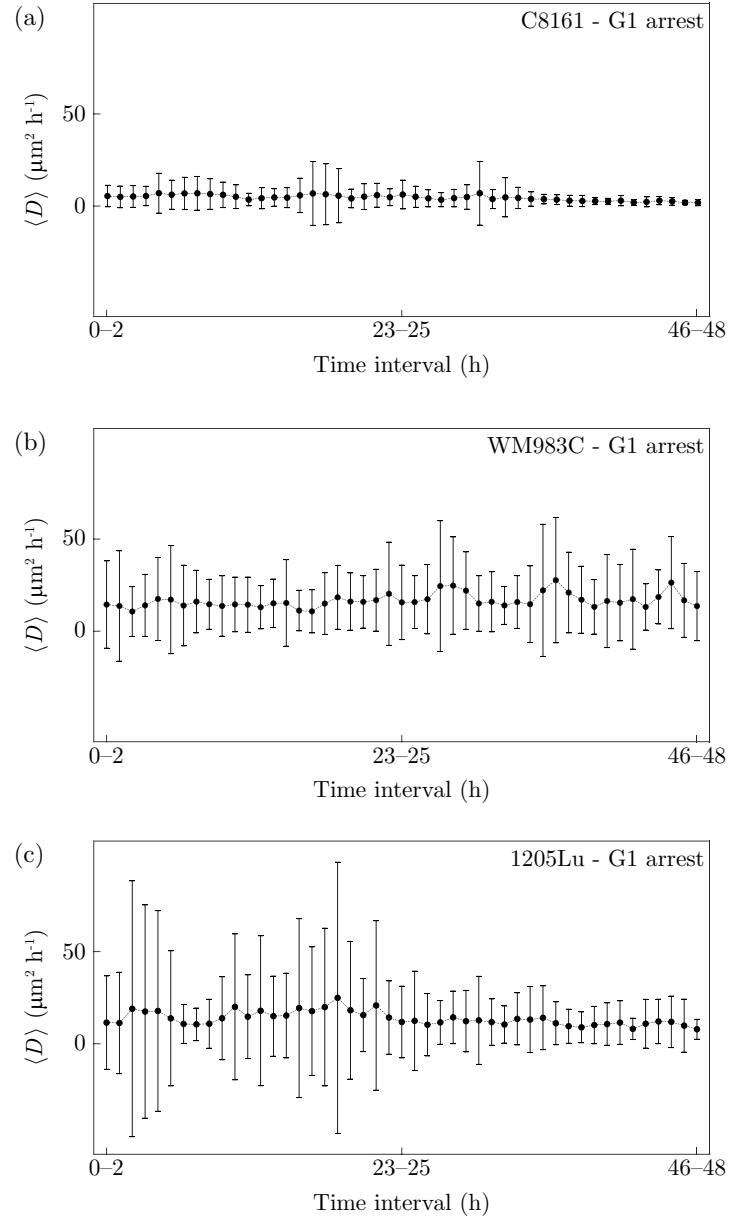 (a)
C8161 - G1 arrest
⟨D⟩ (μm² h⁻¹)
50
0
0–2
23–25
46–48
Time interval (h)
(b)
WM983C - G1 arrest
⟨D⟩ (μm² h⁻¹)
50
0
0–2
23–25
46–48
Time interval (h)
(c)
1205Lu - G1 arrest
⟨D⟩ (μm² h⁻¹)
50
0
0–2
23–25
46–48
Time interval (h)